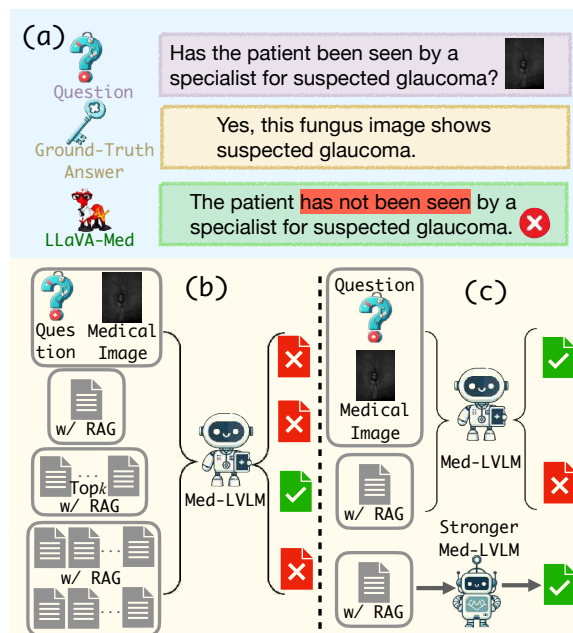 (a)
Question
Has the patient been seen by a
specialist for suspected glaucoma?
Ground-Truth
Answer
Yes, this fungus image shows
suspected glaucoma.
LLaVA-Med
The patient has not been seen by a
specialist for suspected glaucoma.
(b)
Ques
tion
Medical
Image
w/ RAG
...
Topk
w/ RAG
...
w/ RAG
...
Med-LVLM
(c)
Question
Medical
Image
w/ RAG
Med-LVLM
w/ RAG
Stronger
Med-LVLM